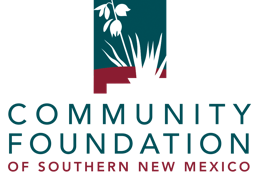 COMMUNITY
FOUNDATION
OF SOUTHERN NEW MEXICO